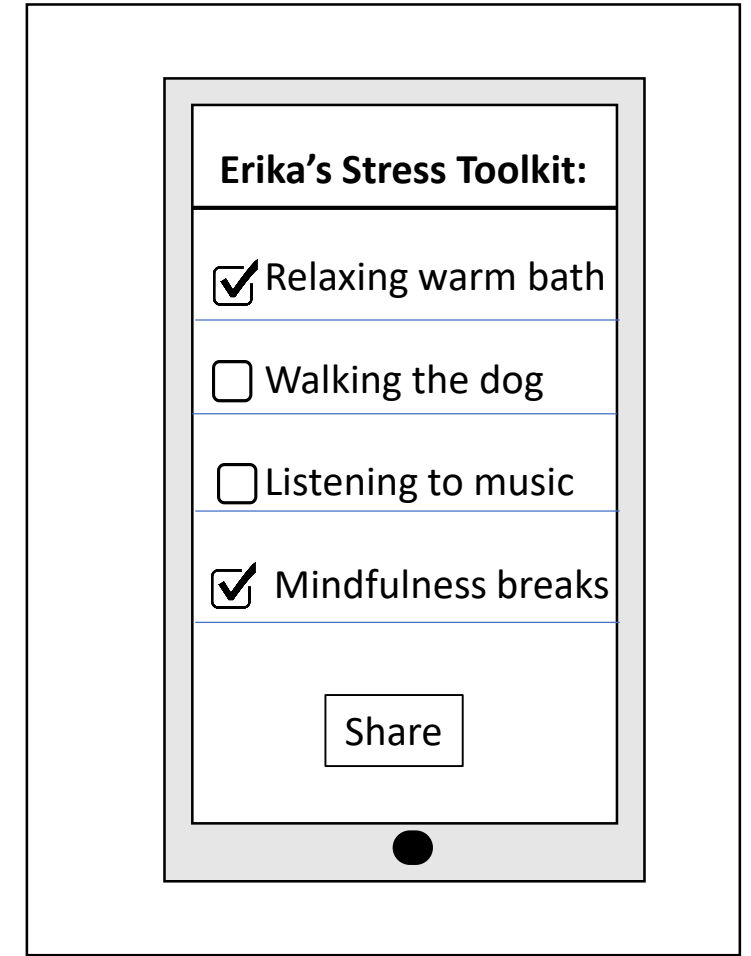 Erika’s Stress Toolkit:
Relaxing warm bath
Walking the dog
Listening to music
Mindfulness breaks
Share